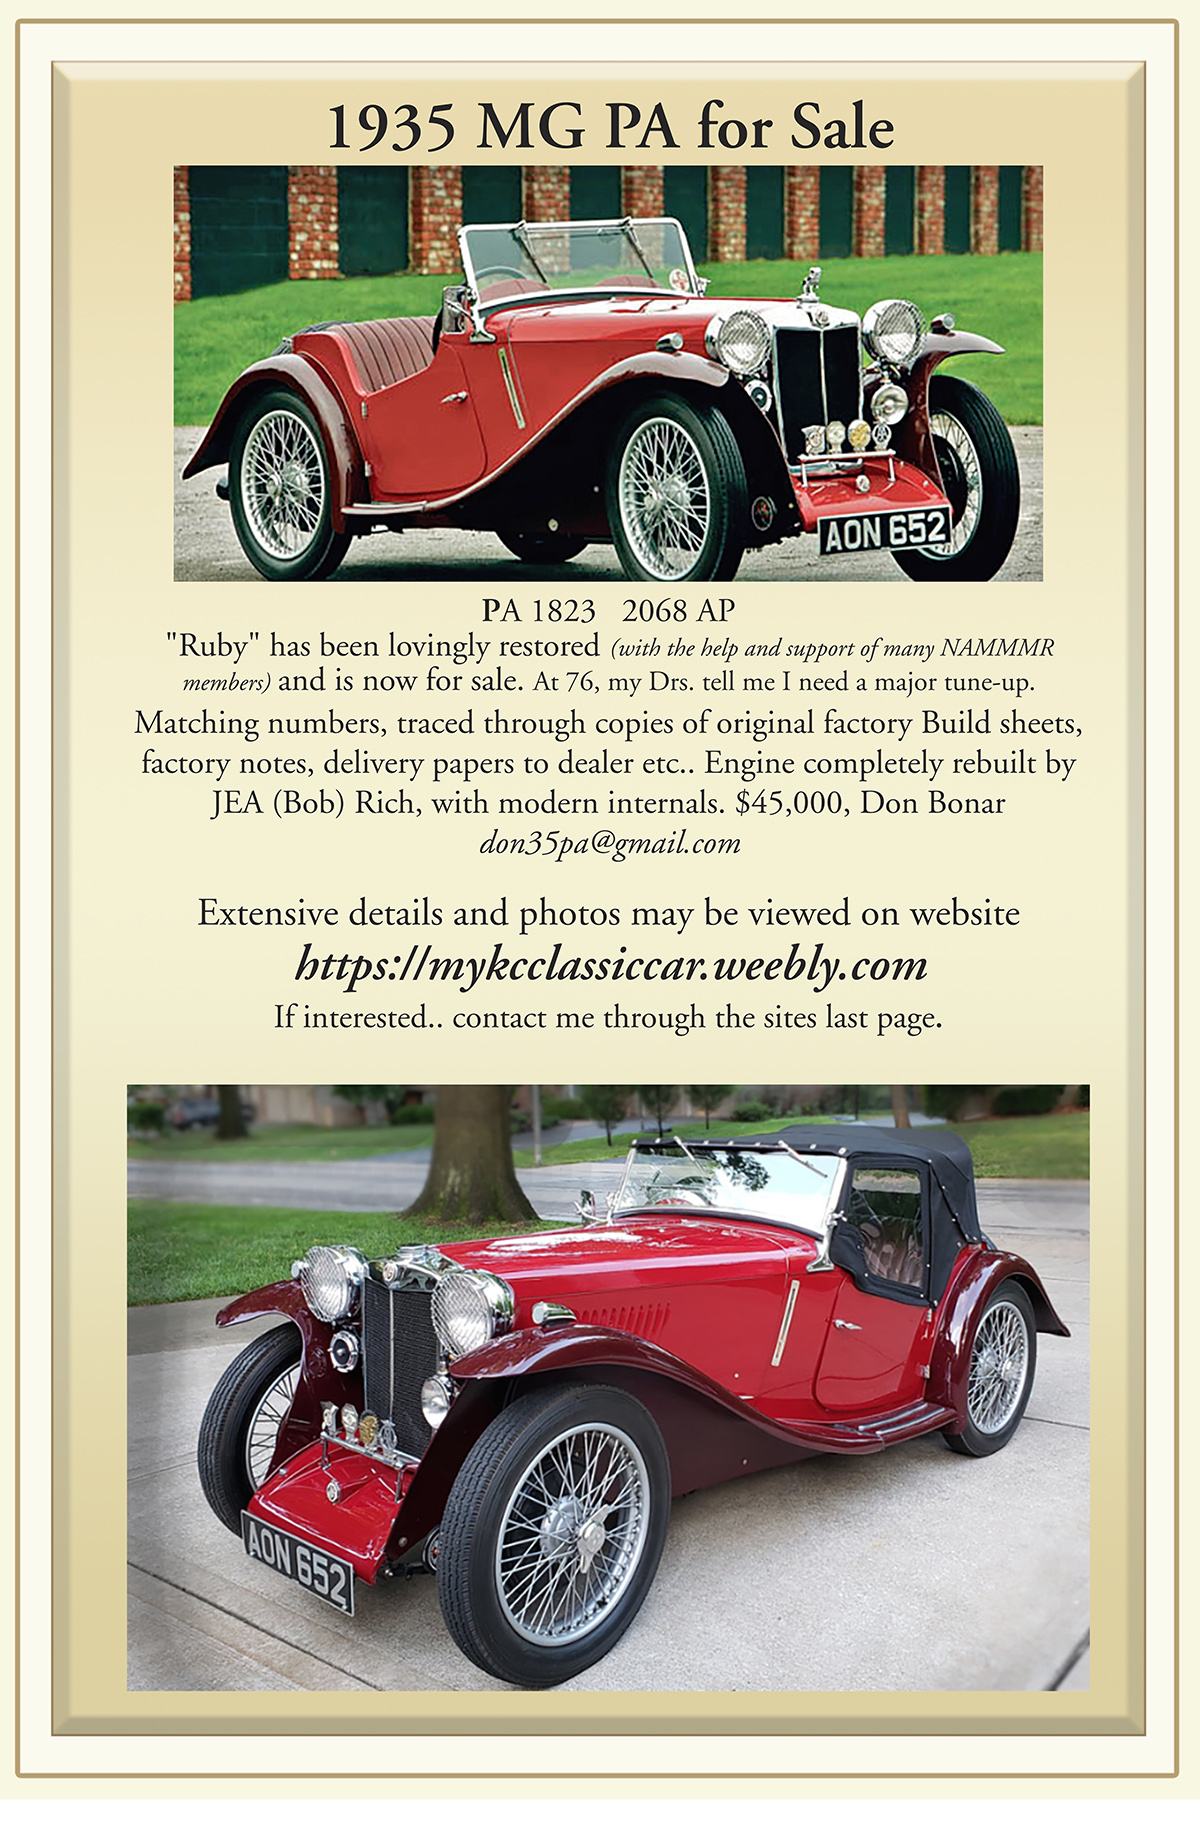 1935 MG PA for Sale
AON 652
PA 1823 2068 AP
"Ruby" has been lovingly restored (with the help and support of many NAMMMR
members) and is now for sale. At 76, my Drs. tell me I need a major tune-up.
Matching numbers, traced through copies of original factory Build sheets,
factory notes, delivery papers to dealer etc.. Engine completely rebuilt by
JEA (Bob) Rich, with modern internals. $45,000, Don Bonar
don35pa@gmail.com
Extensive details and photos may be viewed on website
https://mykcclassiccar.weebly.com
If interested.. contact me through the sites last page.
AON 652